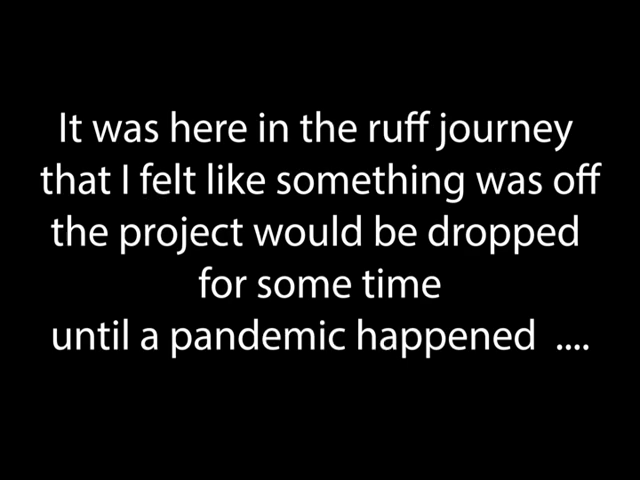 It was here in the ruff journey
that I felt like something was off
the project would be dropped
for some time
until a pandemic happened  ....